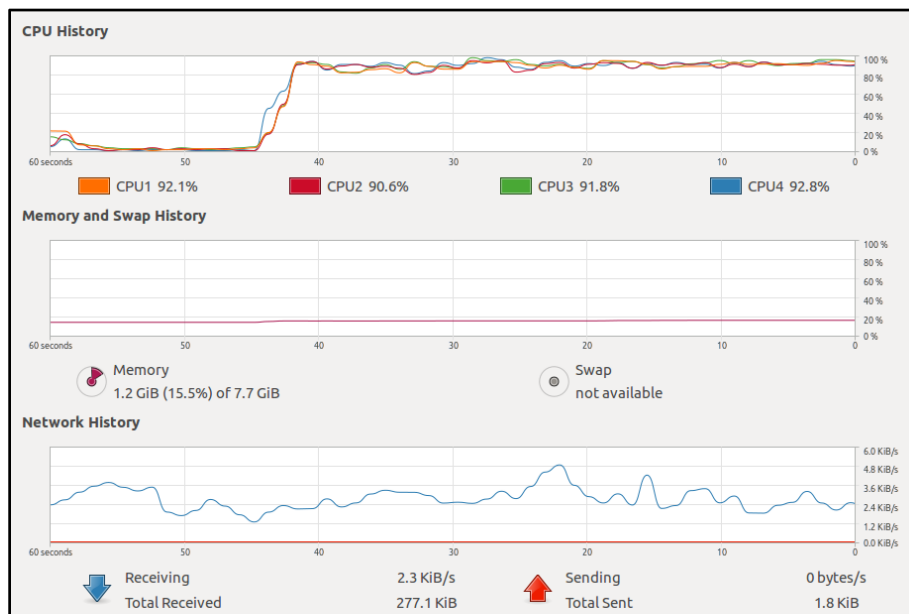 CPU History
100 %
80 %
60 %
40 %
20 %
0 %
60 seconds 50 40 30 20 10 0
CPU1 92.1% CPU2 90.6% CPU3 91.8% CPU4 92.8%
Memory and Swap History
100 %
80 %
60 %
40 %
20 %
0 %
60 seconds 50 40 30 20 10 0
Memory Swap
1.2 GiB (15.5%) of 7.7 GiB not available
Network History
6.0 KiB/s
4.8 KiB/s
3.6 KiB/s
2.4 KiB/s
1.2 KiB/s
0.0 KiB/s
60 seconds 50 40 30 20 10 0
Receiving 2.3 KiB/s Sending 0 bytes/s
Total Received 277.1 KiB Total Sent 1.8 KiB